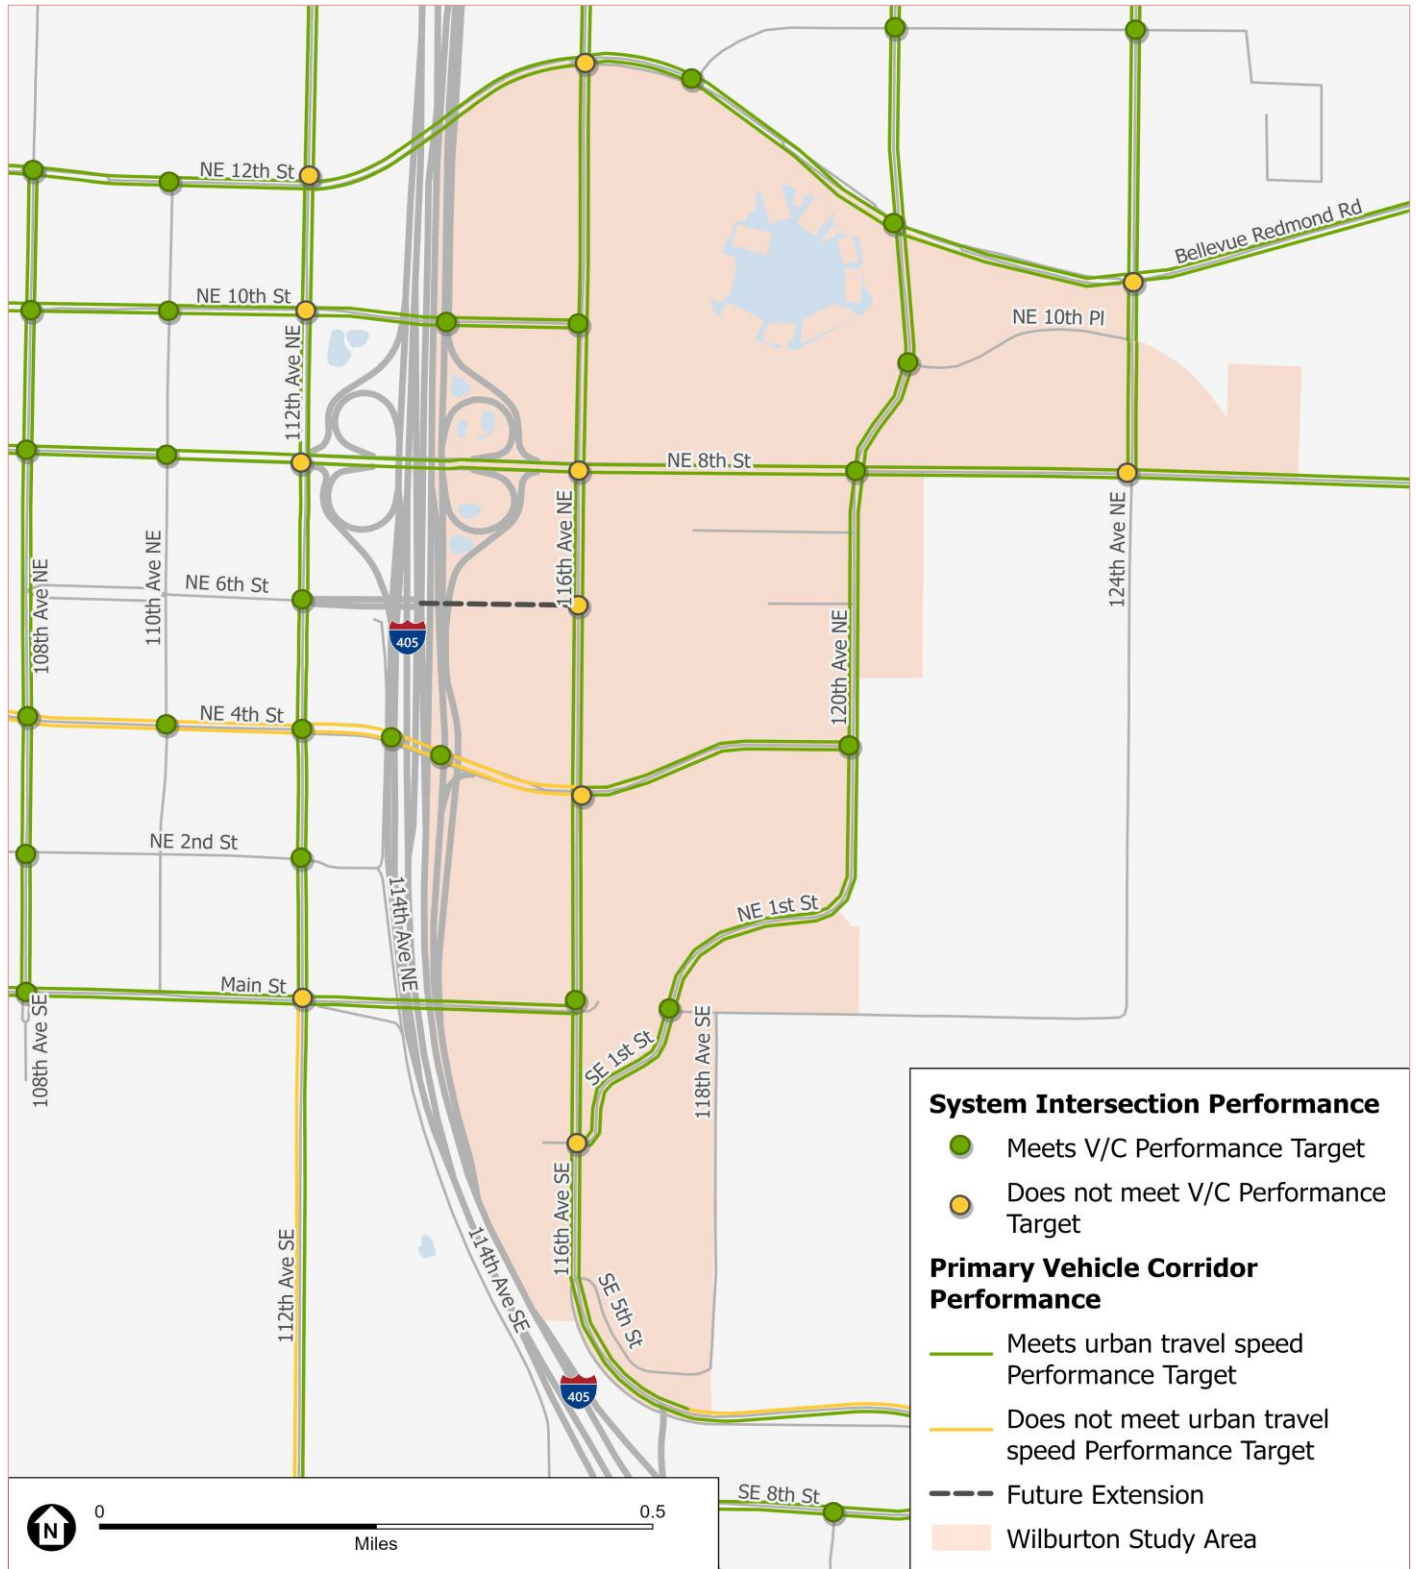 NE 12th St
Bellevue Redmond Rd
NE 10th St
NE 10th Pl
112th Ave NE
NE 8th St
116th Ave NE
124th Ave NE
108th Ave NE
110th Ave NE
NE 6th St
405
120th Ave NE
NE 4th St
NE 2nd St
114th Ave NE
NE 1st St
Main St
108th Ave SE
SE 1st St
118th Ave SE
116th Ave SE
112th Ave SE
114th Ave SE
SE 5th St
405
SE 8th St
System Intersection Performance
Meets V/C Performance Target
Does not meet V/C Performance
Target
Primary Vehicle Corridor
Performance
Meets urban travel speed
Performance Target
Does not meet urban travel
speed Performance Target
Future Extension
Wilburton Study Area
N
0
0.5
Miles